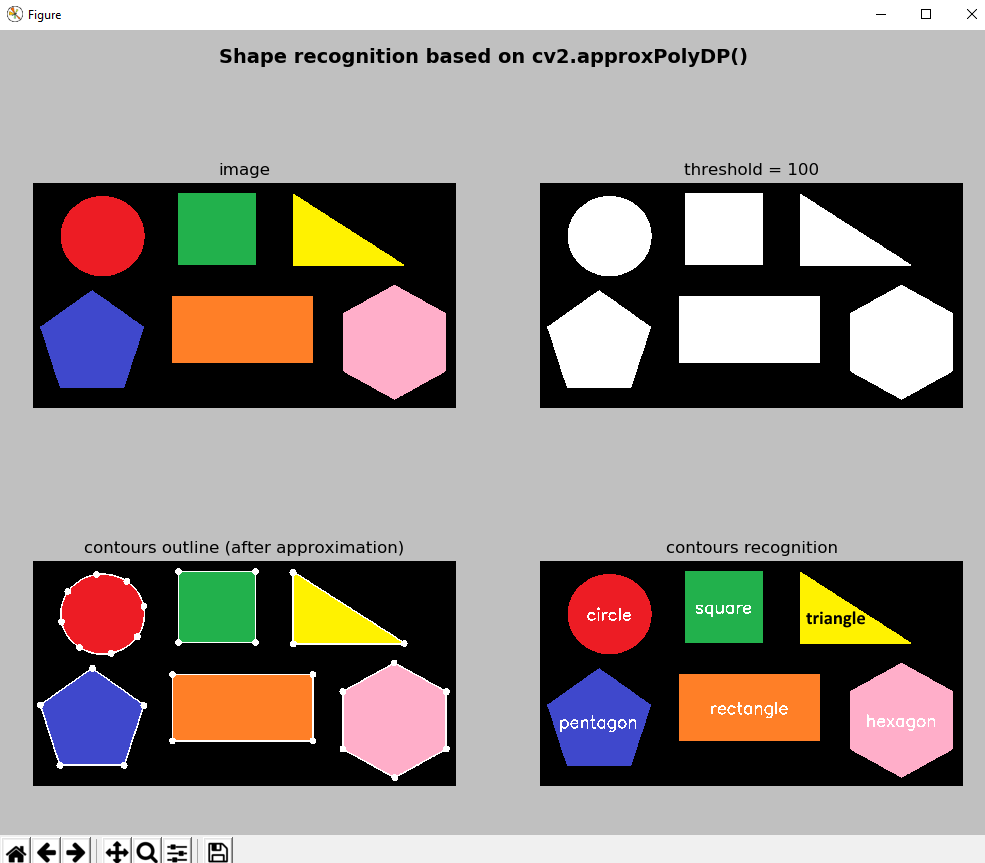 Figure
Shape recognition based on cv2.approxPolyDP()
image
threshold = 100
contours outline (after approximation)
contours recognition
circle
square
triangle
pentagon
rectangle
hexagon